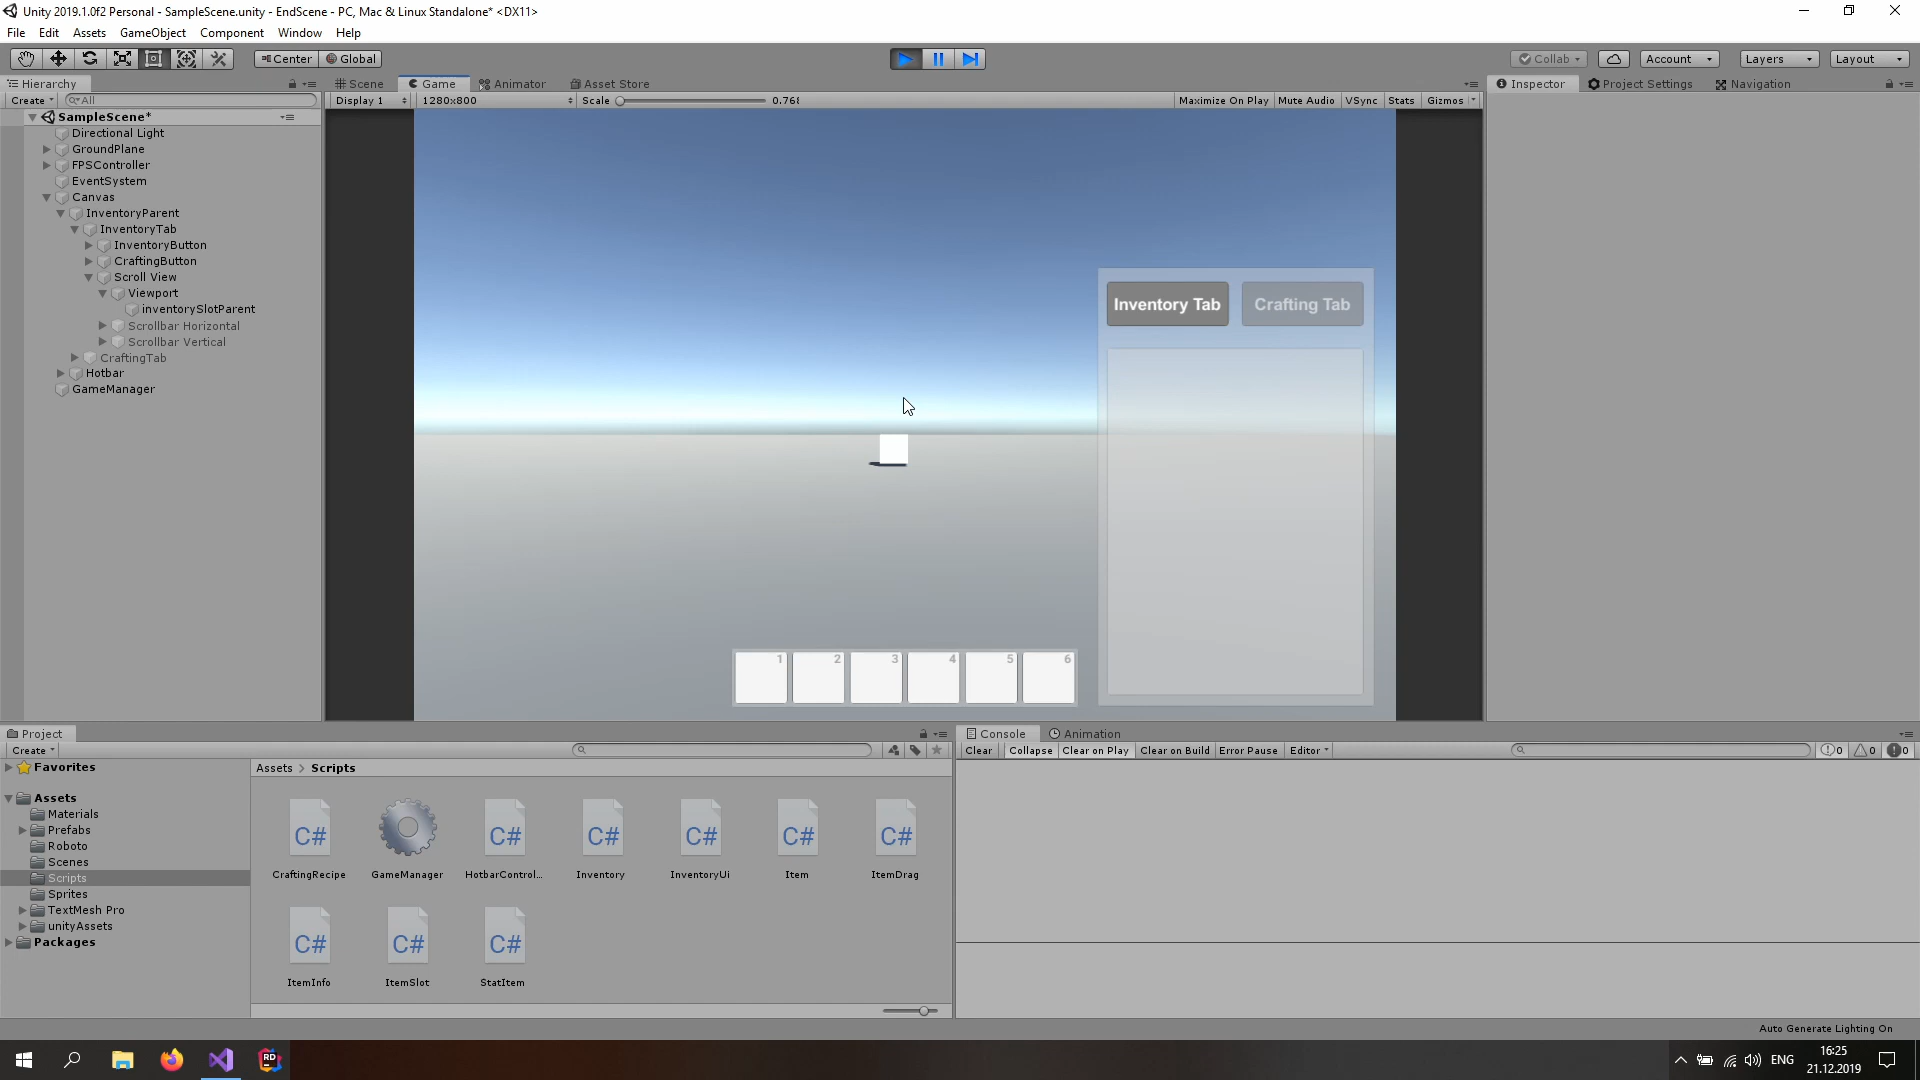 Unity 2019.1.0f2 Personal - SampleScene.unity - EndScene - PC, Mac & Linux Standalone* <DX11>
File Edit Assets GameObject Component Window Help
Center Global Collab Account Layers Layout
Hierarchy Scene Game Animator Asset Store Inspector Project Settings Navigation
Create All Display 1 1280x800 Scale 0.768 Maximize On Play Mute Audio VSync Stats Gizmos
SampleScene*
Directional Light
GroundPlane
FPSController
EventSystem
Canvas
InventoryParent
InventoryTab
InventoryButton
CraftingButton
Scroll View
Viewport
inventorySlotParent
Scrollbar Horizontal
Scrollbar Vertical
CraftingTab
Hotbar
GameManager
Inventory Tab Crafting Tab
1 2 3 4 5 6
Project Console Animation
Create Clear Collapse Clear on Play Clear on Build Error Pause Editor 0 0 0
Favorites
Assets
Materials
Prefabs
Roboto
Scenes
Scripts
Sprites
TextMesh Pro
unityAssets
Packages
Assets > Scripts
C# C# C# C# C# C#
CraftingRecipe GameManager HotbarControl... Inventory InventoryUi Item ItemDrag
C# C# C#
ItemInfo ItemSlot StatItem
Auto Generate Lighting On
RD ENG 16:25
21.12.2019